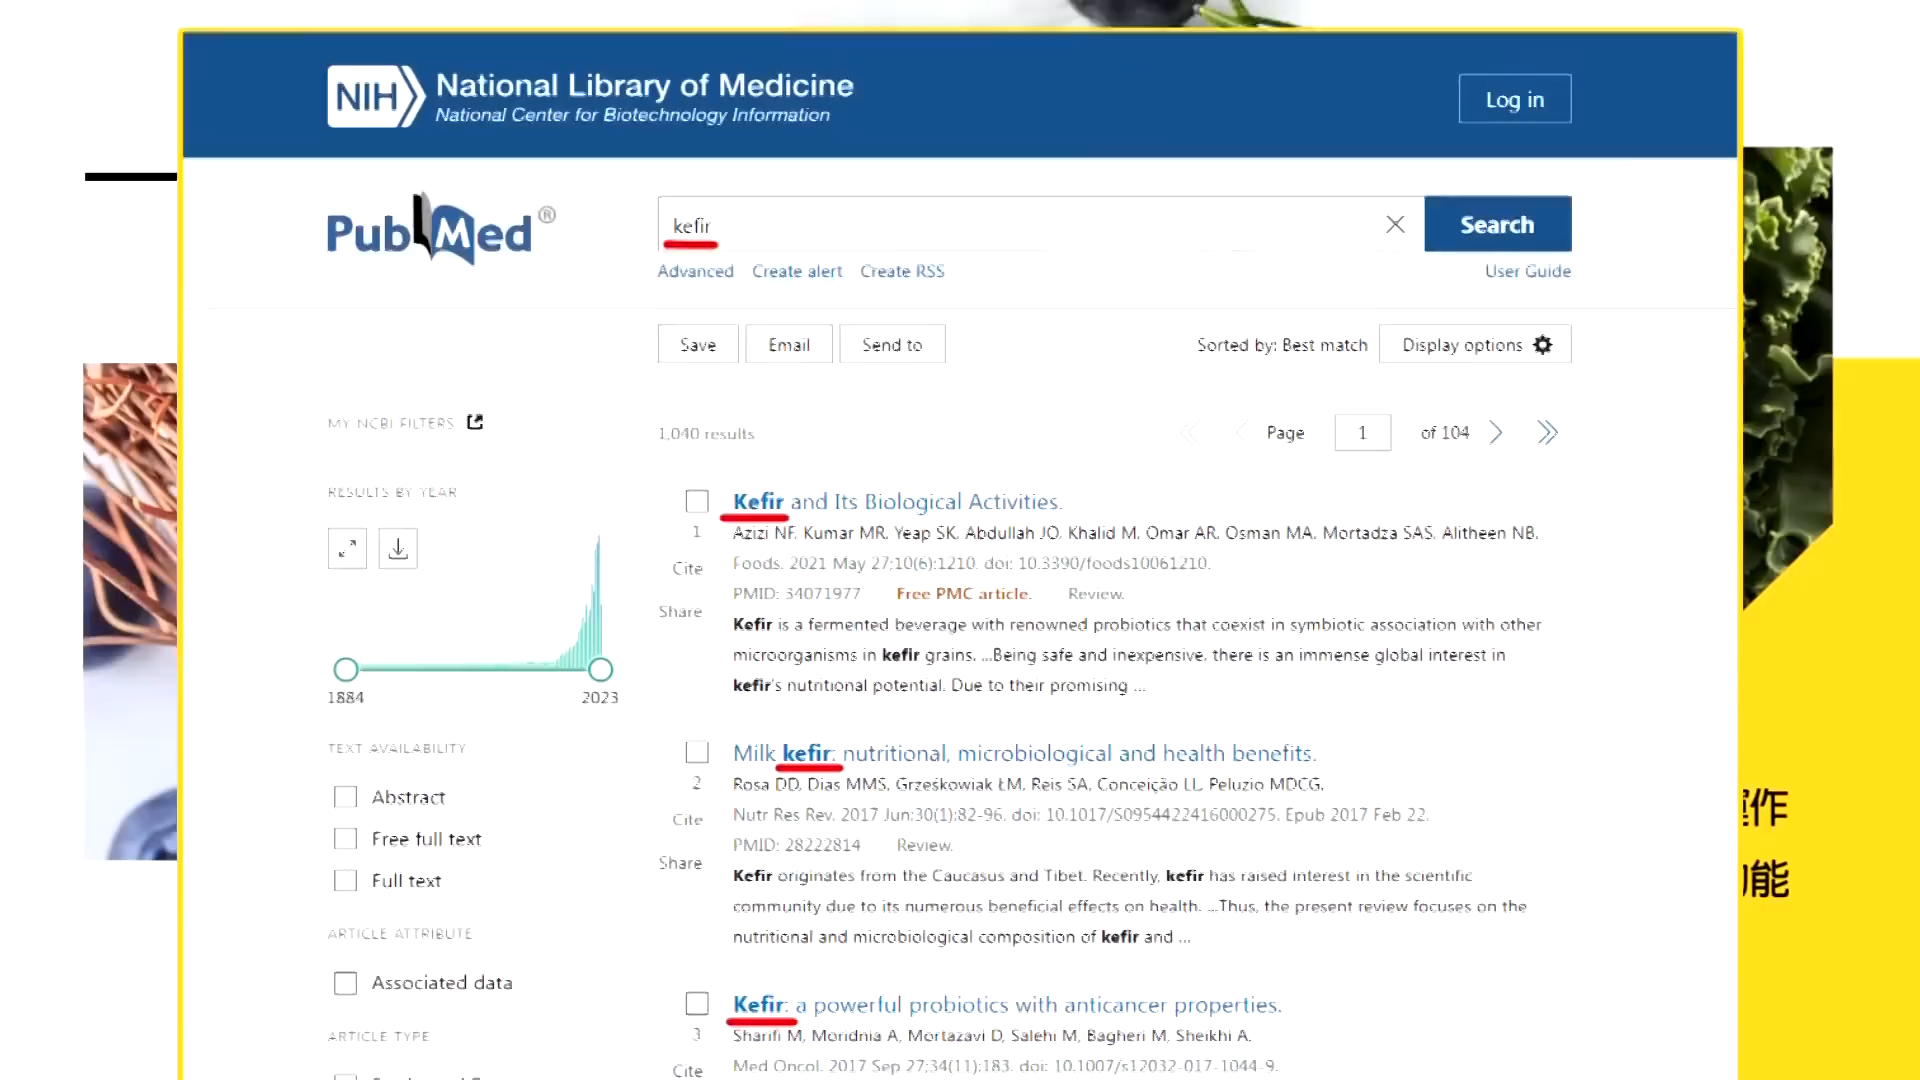 NIH National Library of Medicine
National Center for Biotechnology Information
Log in
PubMed®
kefir
Search
Advanced Create alert Create RSS
User Guide
Save Email Send to
Sorted by: Best match Display options
MY NCBI FILTERS
1,040 results
Page 1 of 104
RESULTS BY YEAR
1884 2023
TEXT AVAILABILITY
Abstract
Free full text
Full text
ARTICLE ATTRIBUTE
Associated data
ARTICLE TYPE
Kefir and Its Biological Activities.
1
Azizi NF, Kumar MR, Yeap SK, Abdullah JO, Khalid M, Omar AR, Osman MA, Mortadza SAS, Alitheen NB.
Cite
Foods. 2021 May 27;10(6):1210. doi: 10.3390/foods10061210.
PMID: 34071977 Free PMC article. Review.
Share
Kefir is a fermented beverage with renowned probiotics that coexist in symbiotic association with other
microorganisms in kefir grains. ...Being safe and inexpensive, there is an immense global interest in
kefir's nutritional potential. Due to their promising ...
Milk kefir: nutritional, microbiological and health benefits.
2
Rosa DD, Dias MMS, Grześkowiak ŁM, Reis SA, Conceição LL, Peluzio MDCG.
Cite
Nutr Res Rev. 2017 Jun;30(1):82-96. doi: 10.1017/S0954422416000275. Epub 2017 Feb 22.
PMID: 28222814 Review.
Share
Kefir originates from the Caucasus and Tibet. Recently, kefir has raised interest in the scientific
community due to its numerous beneficial effects on health. ...Thus, the present review focuses on the
nutritional and microbiological composition of kefir and ...
Kefir: a powerful probiotics with anticancer properties.
3
Sharifi M, Moridnia A, Mortazavi D, Salehi M, Bagheri M, Sheikhi A.
Cite
Med Oncol. 2017 Sep 27;34(11):183. doi: 10.1007/s12032-017-1044-9.
作
能